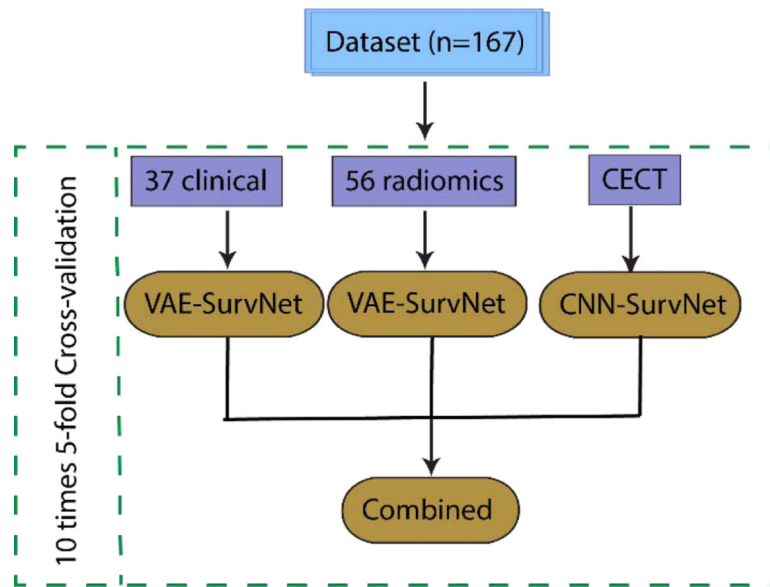 Dataset (n=167)
10 times 5-fold Cross-validation
37 clinical
56 radiomics
CECT
VAE-SurvNet
VAE-SurvNet
CNN-SurvNet
Combined